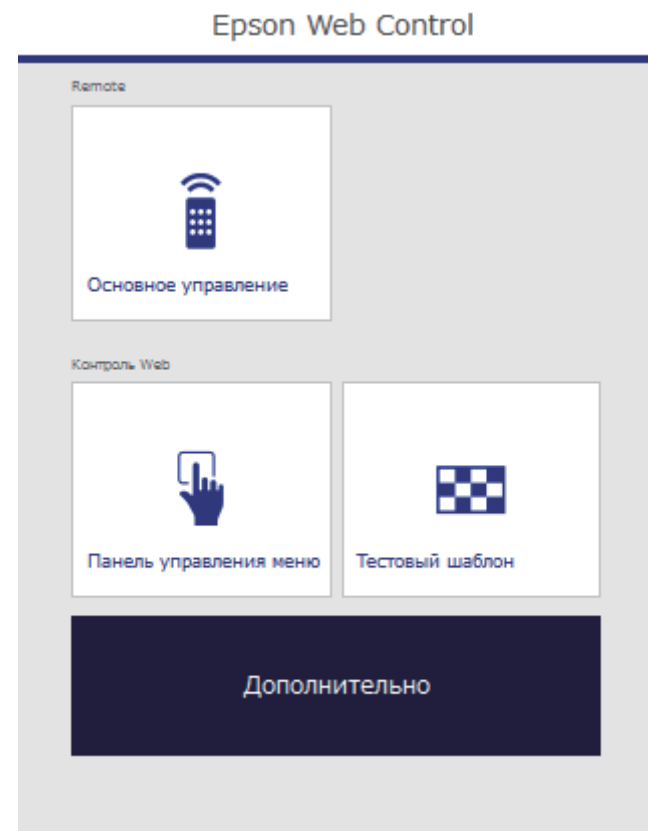 Epson Web Control
Remote
Основное управление
Контроль Web
Панель управления меню
Тестовый шаблон
Дополнительно